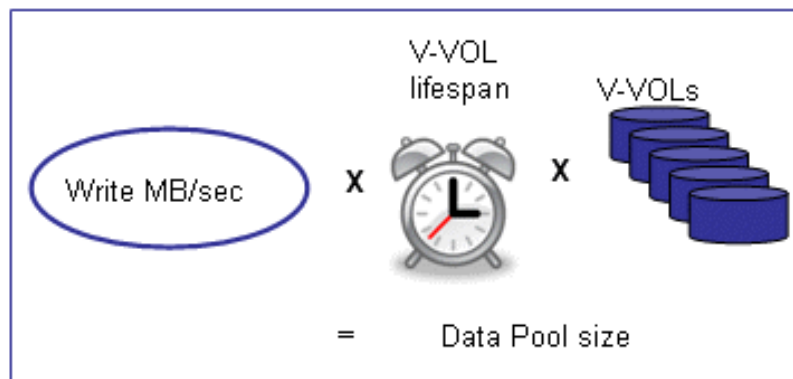 V-VOL
lifespan
V-VOLs
Write MB/sec
x
x
= Data Pool size